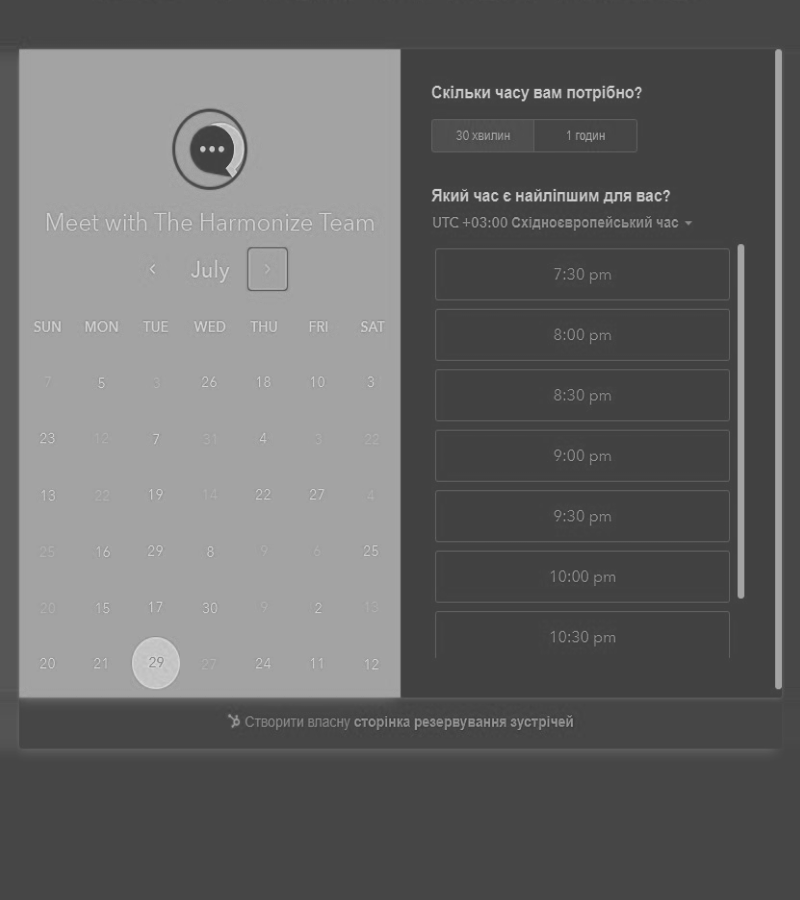 Meet with The Harmonize Team
July
SUN MON TUE WED THU FRI SAT
7 5 3 26 18 10 3
23 12 7 31 4 3 22
13 22 19 14 22 27 4
25 16 29 8 9 6 25
20 15 17 30 9 2 13
20 21 29 27 24 11 12
Скільки часу вам потрібно?
30 хвилин 1 годин
Який час є найліпшим для вас?
UTC +03:00 Східноєвропейський час
7:30 pm
8:00 pm
8:30 pm
9:00 pm
9:30 pm
10:00 pm
10:30 pm
Створити власну сторінка резервування зустрічей